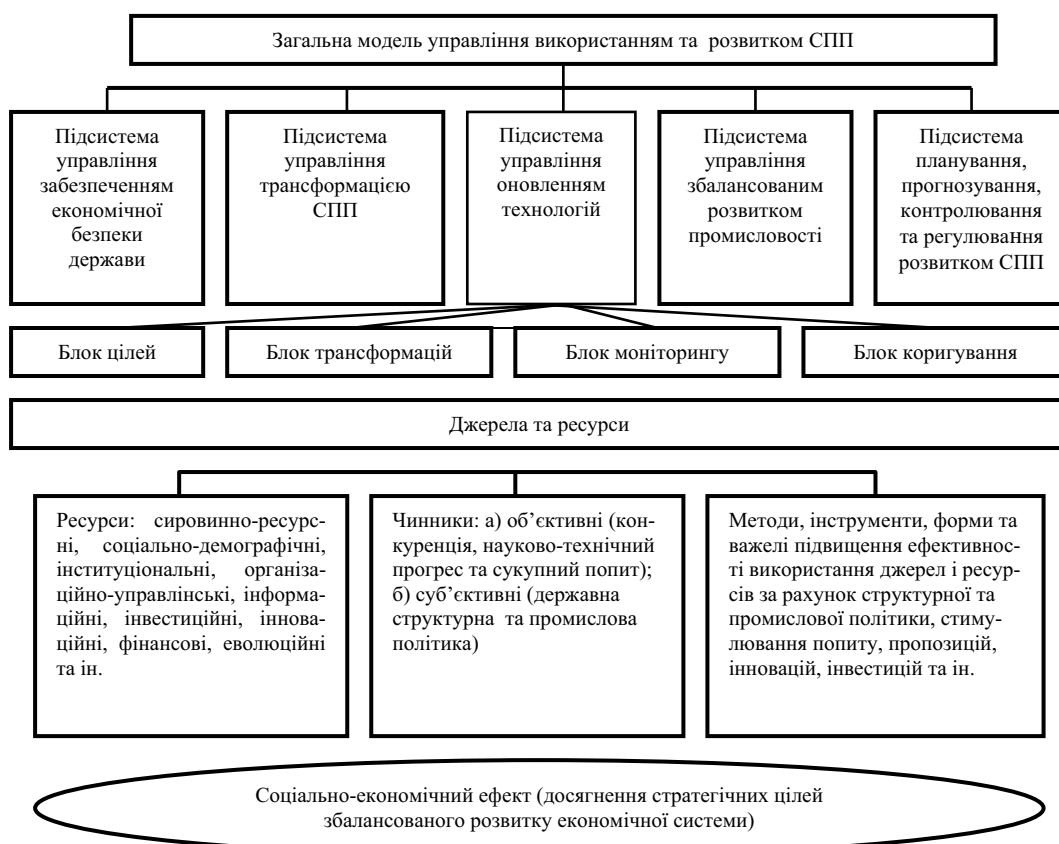 Загальна модель управління використанням та розвитком СПП
Підсистема
управління
забезпеченням
економічної
безпеки
держави
Підсистема
управління
трансформацією
СПП
Підсистема
управління
оновленням
технологій
Підсистема
управління
збалансованим
розвитком
промисловості
Підсистема
планування,
прогнозування,
контролювання
та регулювання
розвитком СПП
Блок цілей
Блок трансформацій
Блок моніторингу
Блок коригування
Джерела та ресурси
Ресурси: сировинно-ресурс-
ні, соціально-демографічні,
інституціональні, організа-
ційно-управлінські, інформа-
ційні, інвестиційні, іннова-
ційні, фінансові, еволюційні
та ін.
Чинники: а) об’єктивні (кон-
куренція, науково-технічний
прогрес та сукупний попит);
б) суб’єктивні (державна
структурна та промислова
політика)
Методи, інструменти, форми та
важелі підвищення ефективнос-
ті використання джерел і ресур-
сів за рахунок структурної та
промислової політики, стиму-
лювання попиту, пропозицій,
інновацій, інвестицій та ін.
Соціально-економічний ефект (досягнення стратегічних цілей
збалансованого розвитку економічної системи)